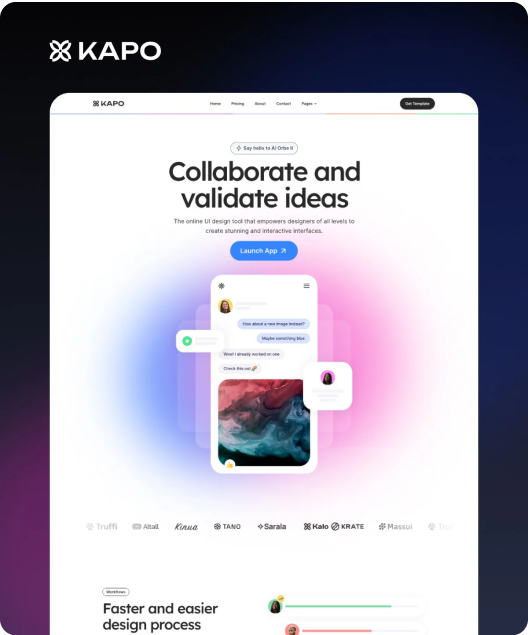 KAPO
KAPO
Home Pricing About Contact Pages
Get Template
Say hello to AI Orbe II
Collaborate and
validate ideas
The online UI design tool that empowers designers of all levels to
create stunning and interactive interfaces.
Launch App
How about a new image instead?
Maybe something blue
Wow! I already worked on one
Check this out 🚀
Truffi Altall Kinua TANO Sarala Kalo KRATE Massui Truf
Workflows
Faster and easier
design process